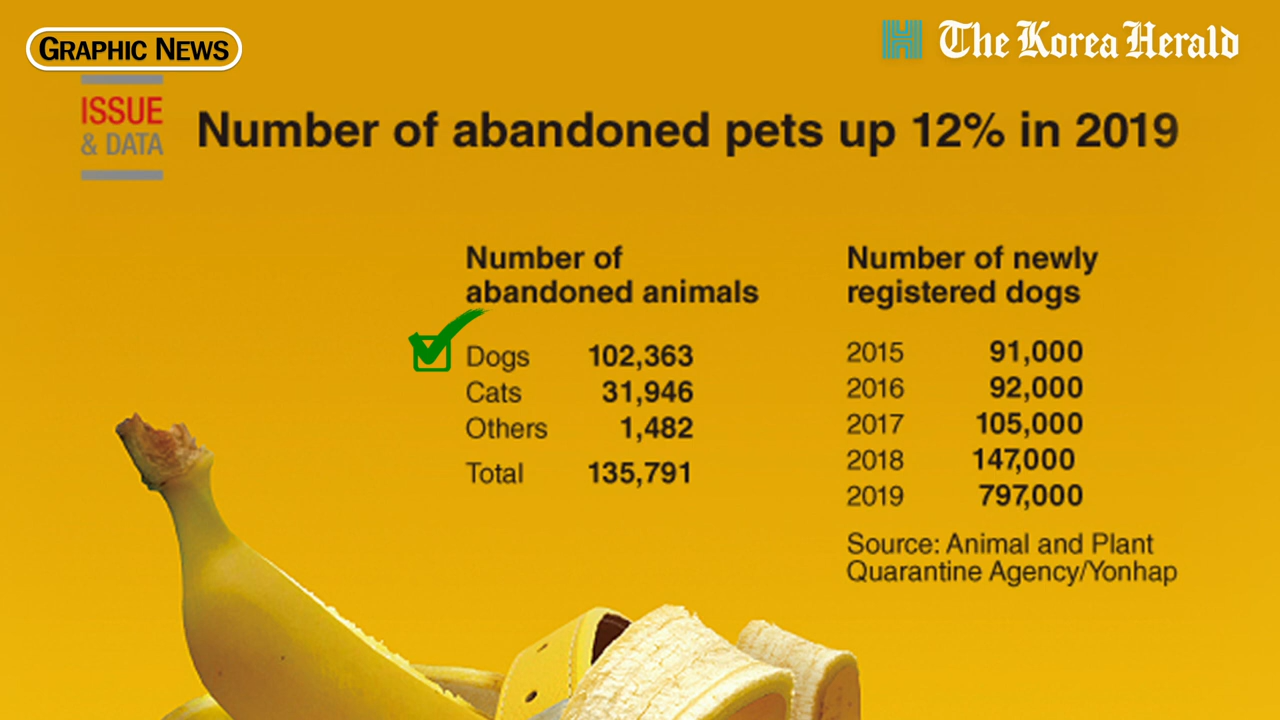 GRAPHIC NEWS
The Korea Herald
ISSUE
& DATA
Number of abandoned pets up 12% in 2019
Number of
abandoned animals
Dogs 102,363
Cats 31,946
Others 1,482
Total 135,791
Number of newly
registered dogs
2015 91,000
2016 92,000
2017 105,000
2018 147,000
2019 797,000
Source: Animal and Plant
Quarantine Agency/Yonhap